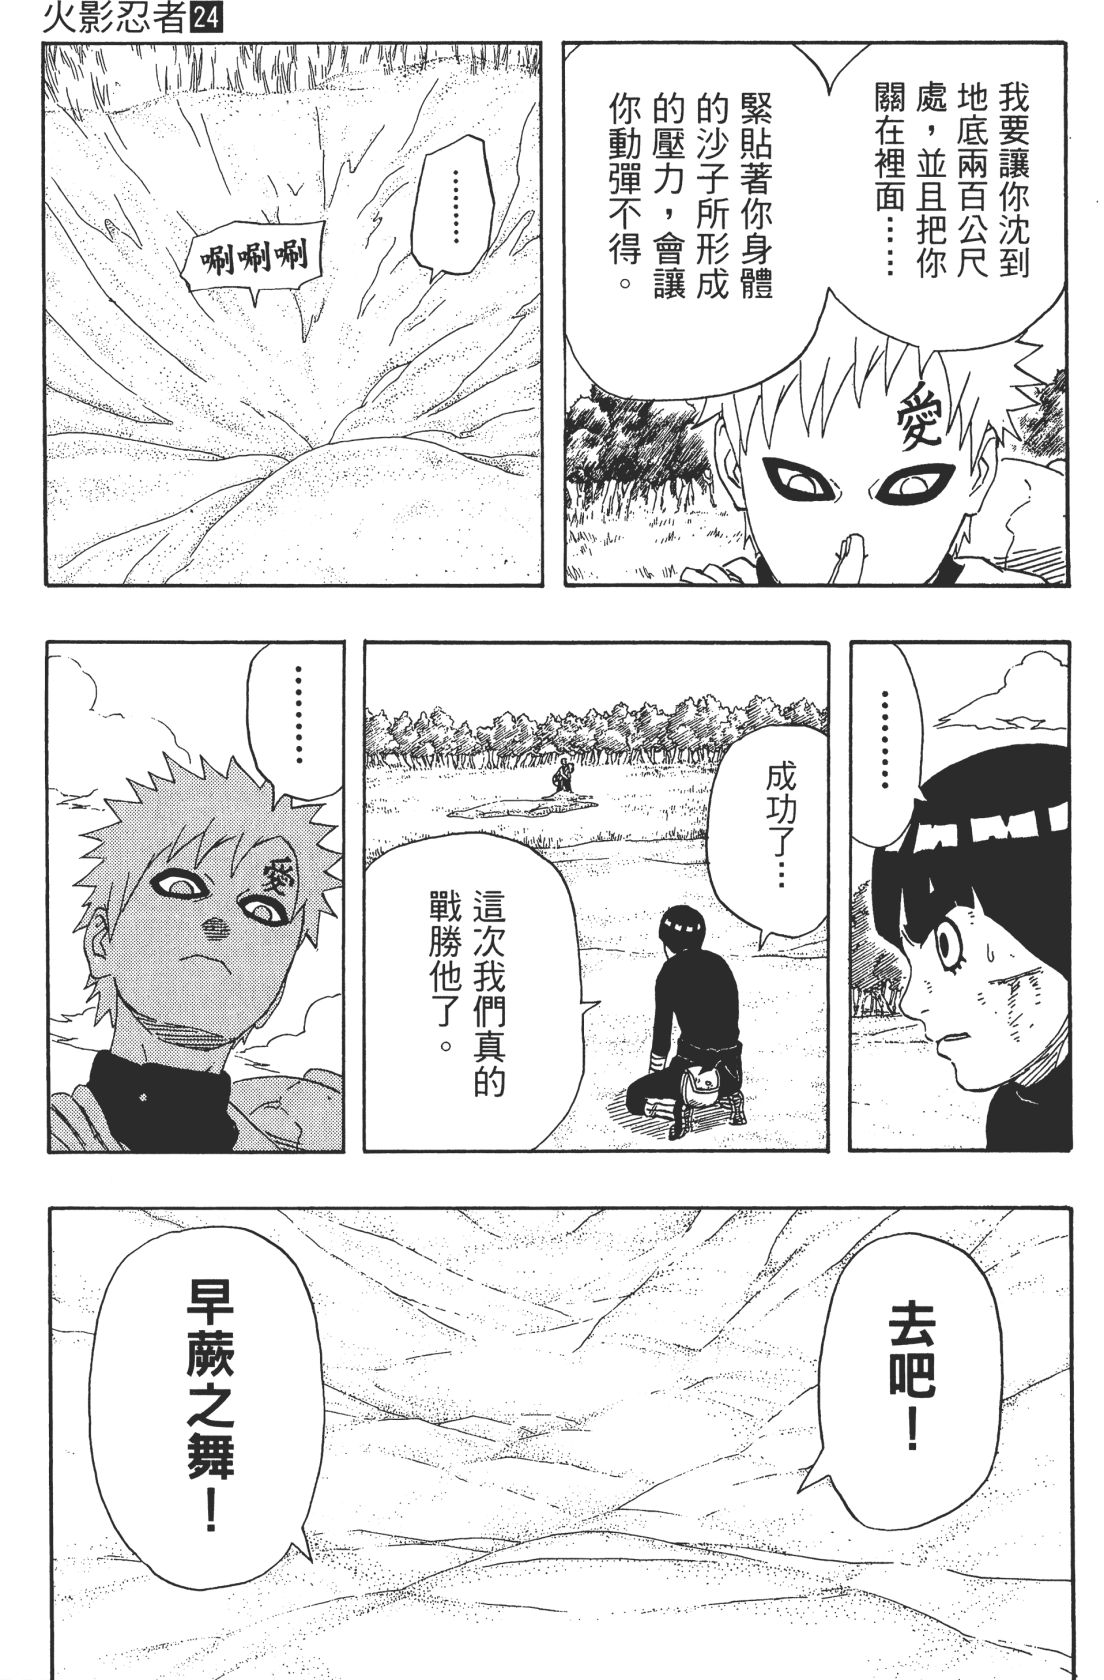 火影忍者24
我要讓你沈到
地底兩百公尺
處，並且把你
關在裡面……
緊貼著你身體
的沙子所形成
的壓力，會讓
你動彈不得。
愛
………
唰唰唰
………
成功了…
這次我們真的
戰勝他了。
………
愛
去吧！
早蕨之舞！